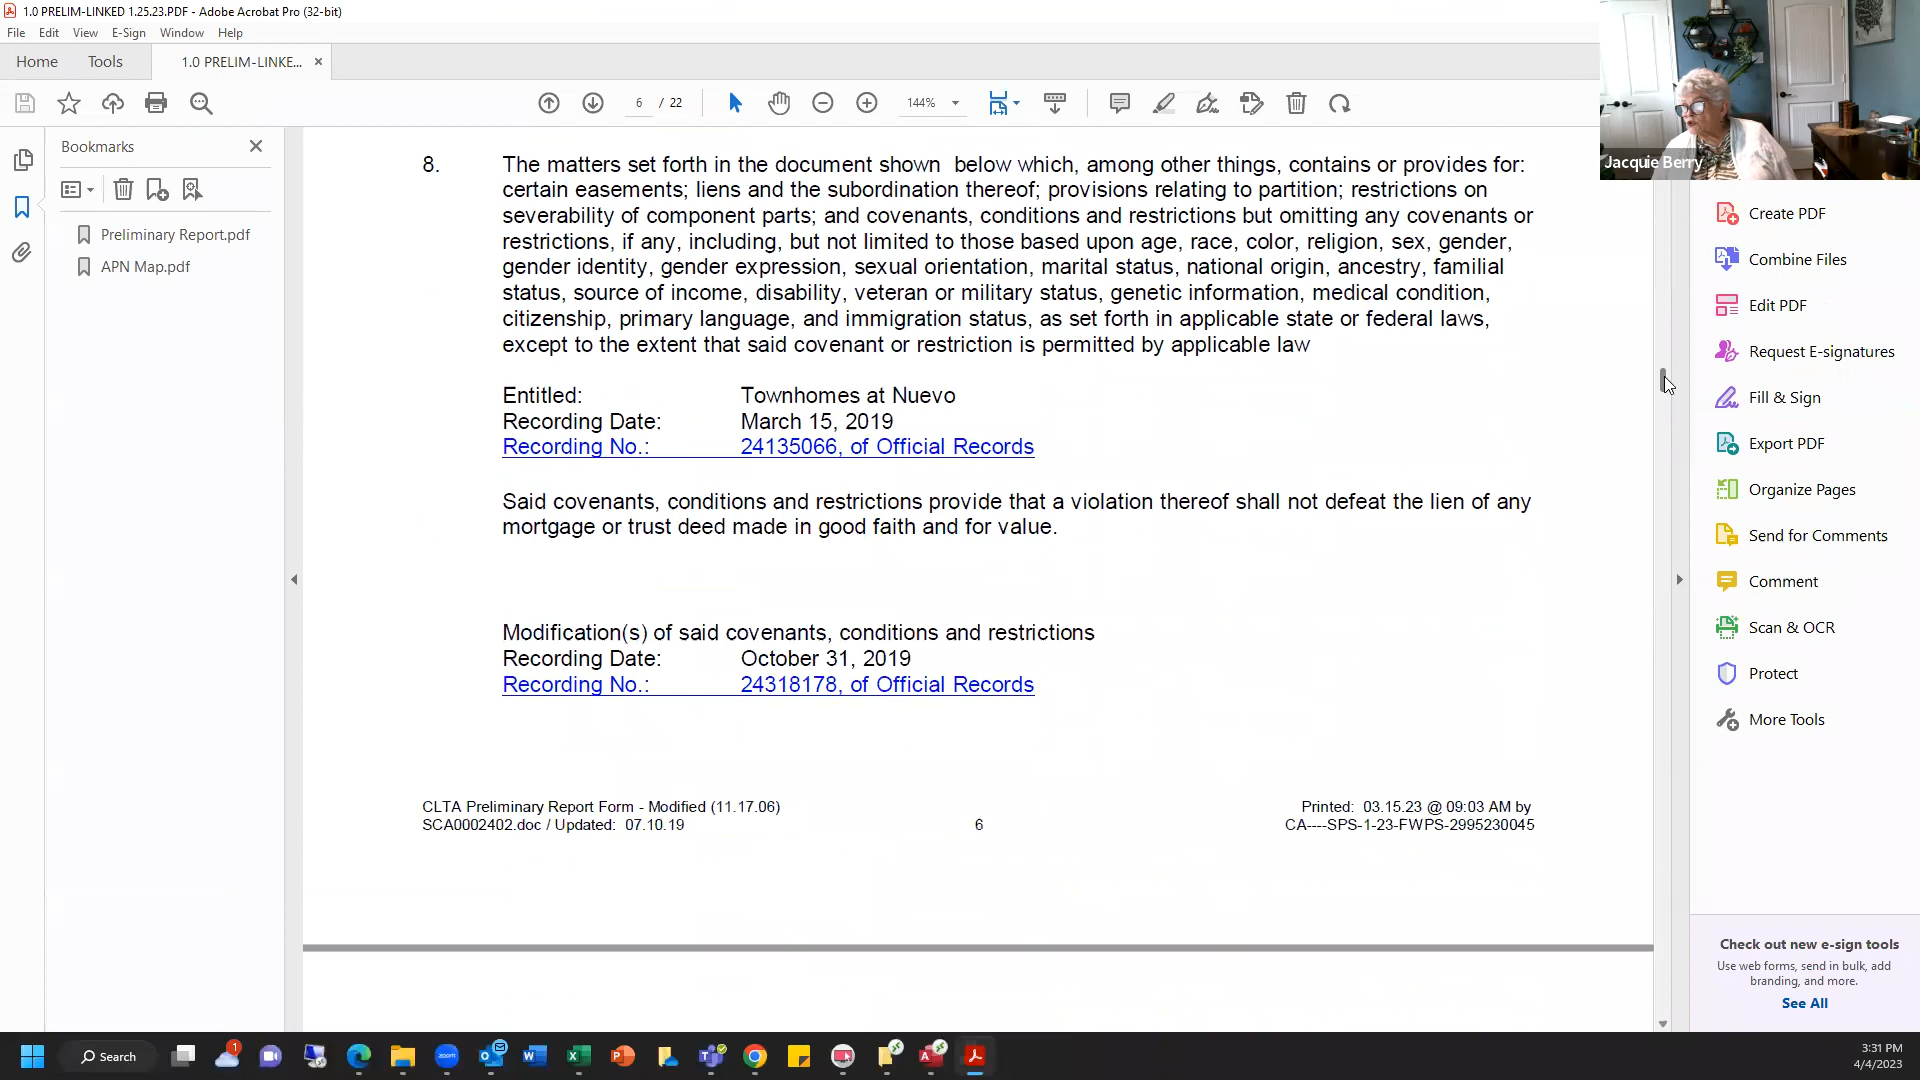 1.0 PRELIM-LINKED 1.25.23.PDF - Adobe Acrobat Pro (32-bit)
File Edit View E-Sign Window Help
Home Tools 1.0 PRELIM-LINKE... ×
6 / 22 144%
Bookmarks
Preliminary Report.pdf
APN Map.pdf
8. The matters set forth in the document shown below which, among other things, contains or provides for:
certain easements; liens and the subordination thereof; provisions relating to partition; restrictions on
severability of component parts; and covenants, conditions and restrictions but omitting any covenants or
restrictions, if any, including, but not limited to those based upon age, race, color, religion, sex, gender,
gender identity, gender expression, sexual orientation, marital status, national origin, ancestry, familial
status, source of income, disability, veteran or military status, genetic information, medical condition,
citizenship, primary language, and immigration status, as set forth in applicable state or federal laws,
except to the extent that said covenant or restriction is permitted by applicable law
Entitled: Townhomes at Nuevo
Recording Date: March 15, 2019
Recording No.: 24135066, of Official Records
Said covenants, conditions and restrictions provide that a violation thereof shall not defeat the lien of any
mortgage or trust deed made in good faith and for value.
Modification(s) of said covenants, conditions and restrictions
Recording Date: October 31, 2019
Recording No.: 24318178, of Official Records
CLTA Preliminary Report Form - Modified (11.17.06)
SCA0002402.doc / Updated: 07.10.19
6
Printed: 03.15.23 @ 09:03 AM by
CA----SPS-1-23-FWPS-2995230045
Jacquie Berry
Create PDF
Combine Files
Edit PDF
Request E-signatures
Fill & Sign
Export PDF
Organize Pages
Send for Comments
Comment
Scan & OCR
Protect
More Tools
Check out new e-sign tools
Use web forms, send in bulk, add
branding, and more.
See All
Search
1
zoom
3:31 PM
4/4/2023